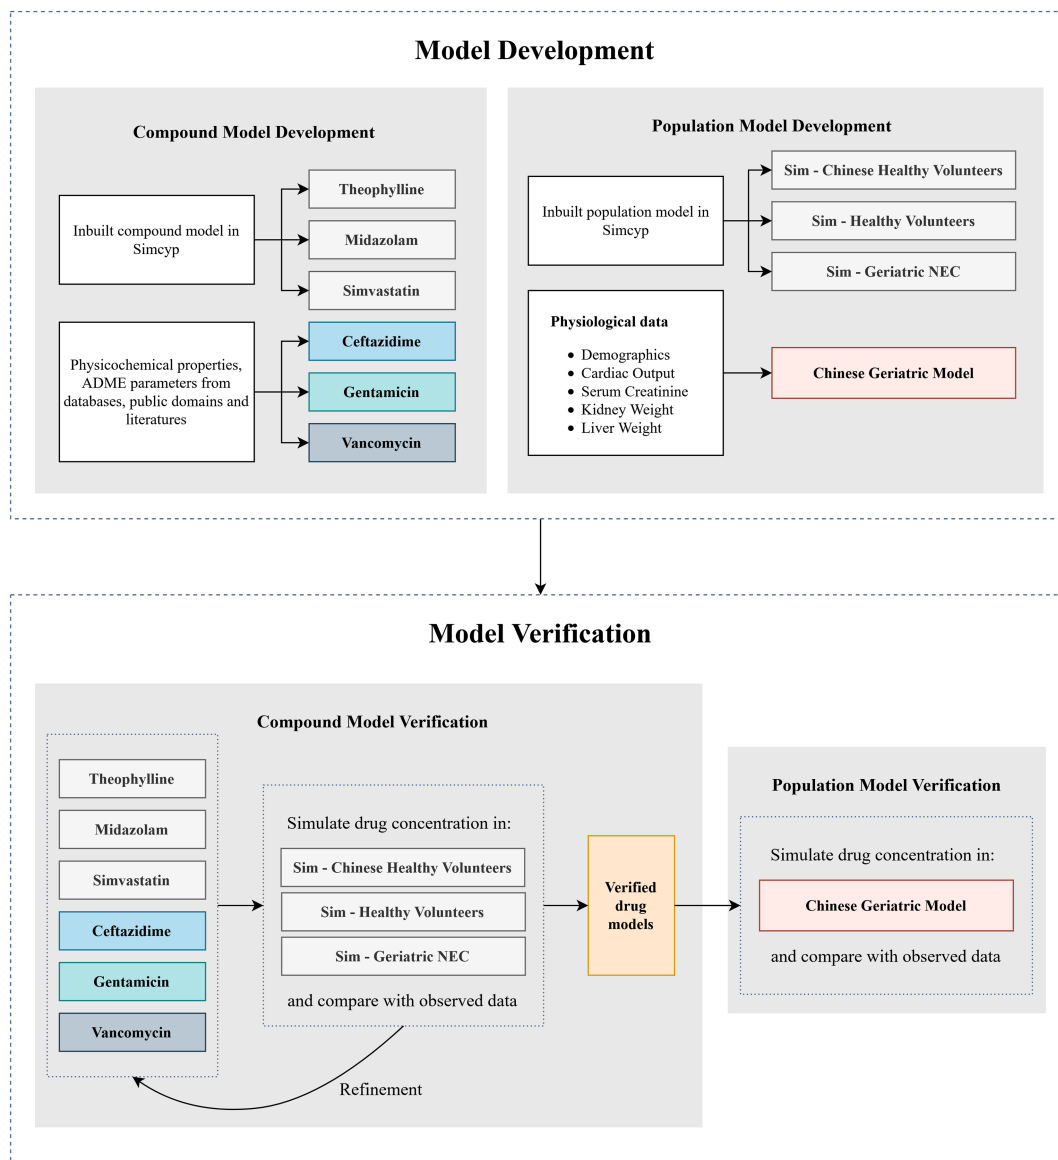 Model Development
Compound Model Development
Inbuilt compound model in
Simcyp
Theophylline
Midazolam
Simvastatin
Physicochemical properties,
ADME parameters from
databases, public domains and
literatures
Ceftazidime
Gentamicin
Vancomycin
Population Model Development
Inbuilt population model in
Simcyp
Sim - Chinese Healthy Volunteers
Sim - Healthy Volunteers
Sim - Geriatric NEC
Physiological data
• Demographics
• Cardiac Output
• Serum Creatinine
• Kidney Weight
• Liver Weight
Chinese Geriatric Model
Model Verification
Compound Model Verification
Theophylline
Midazolam
Simvastatin
Ceftazidime
Gentamicin
Vancomycin
Simulate drug concentration in:
Sim - Chinese Healthy Volunteers
Sim - Healthy Volunteers
Sim - Geriatric NEC
and compare with observed data
Refinement
Verified
drug
models
Population Model Verification
Simulate drug concentration in:
Chinese Geriatric Model
and compare with observed data